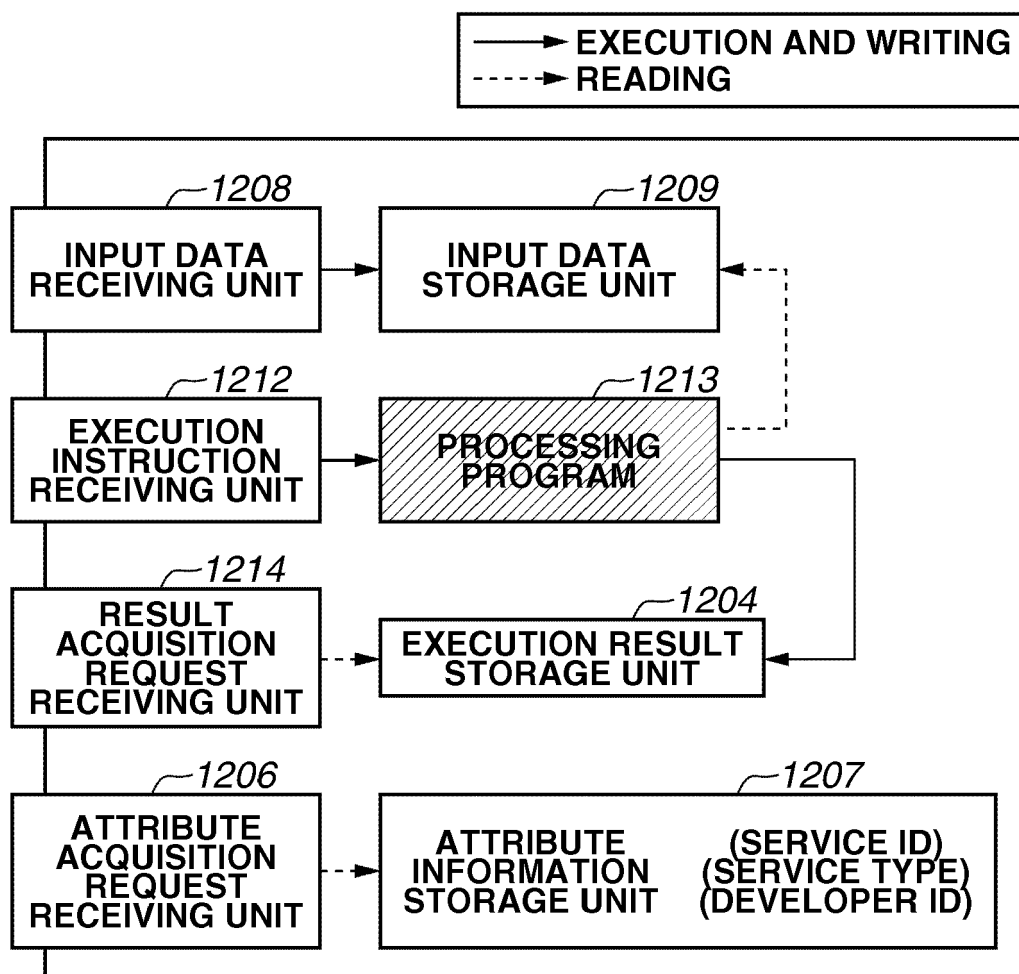 EXECUTION AND WRITING
READING
1208
INPUT DATA
RECEIVING UNIT
1209
INPUT DATA
STORAGE UNIT
1212
EXECUTION
INSTRUCTION
RECEIVING UNIT
1213
PROCESSING
PROGRAM
1214
RESULT
ACQUISITION
REQUEST
RECEIVING UNIT
1204
EXECUTION RESULT
STORAGE UNIT
1206
ATTRIBUTE
ACQUISITION
REQUEST
RECEIVING UNIT
1207
ATTRIBUTE
INFORMATION
STORAGE UNIT
(SERVICE ID)
(SERVICE TYPE)
(DEVELOPER ID)